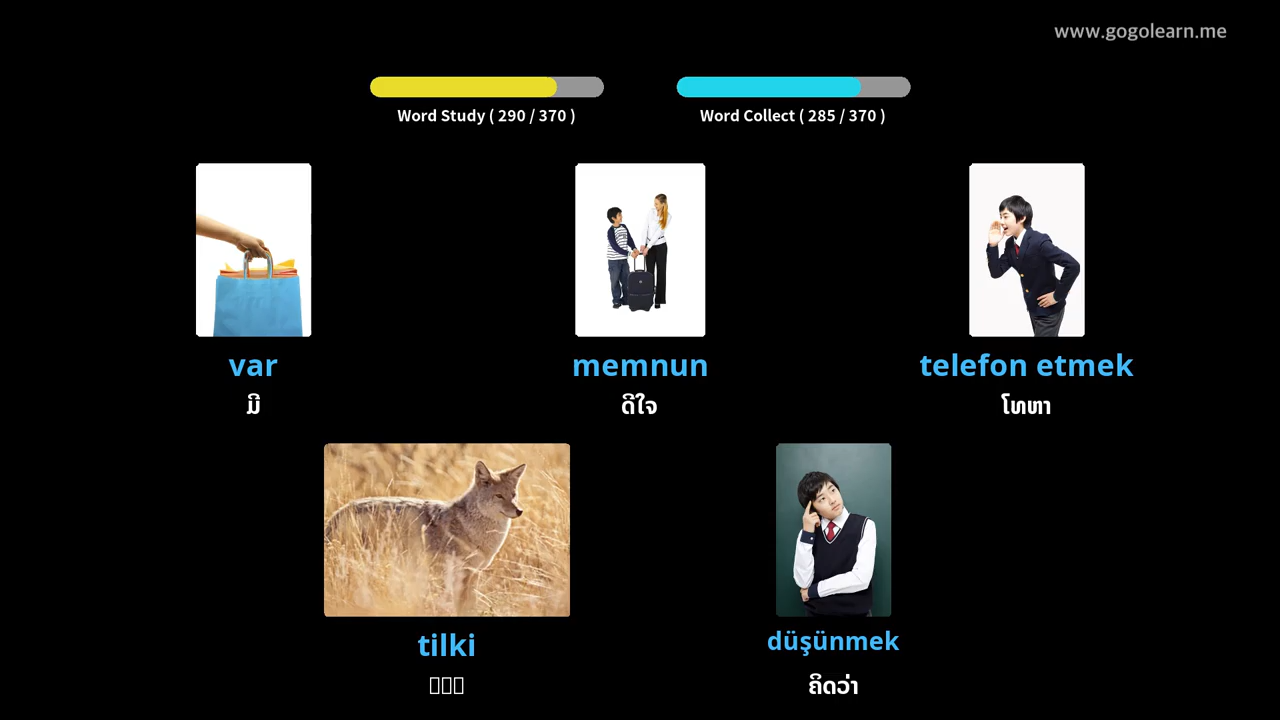 www.gogolearn.me
Word Study ( 290 / 370 )
Word Collect ( 285 / 370 )
var
ມີ
memnun
ດີໃຈ
telefon etmek
ໂທຫາ
tilki
düşünmek
ຄິດວ່າ